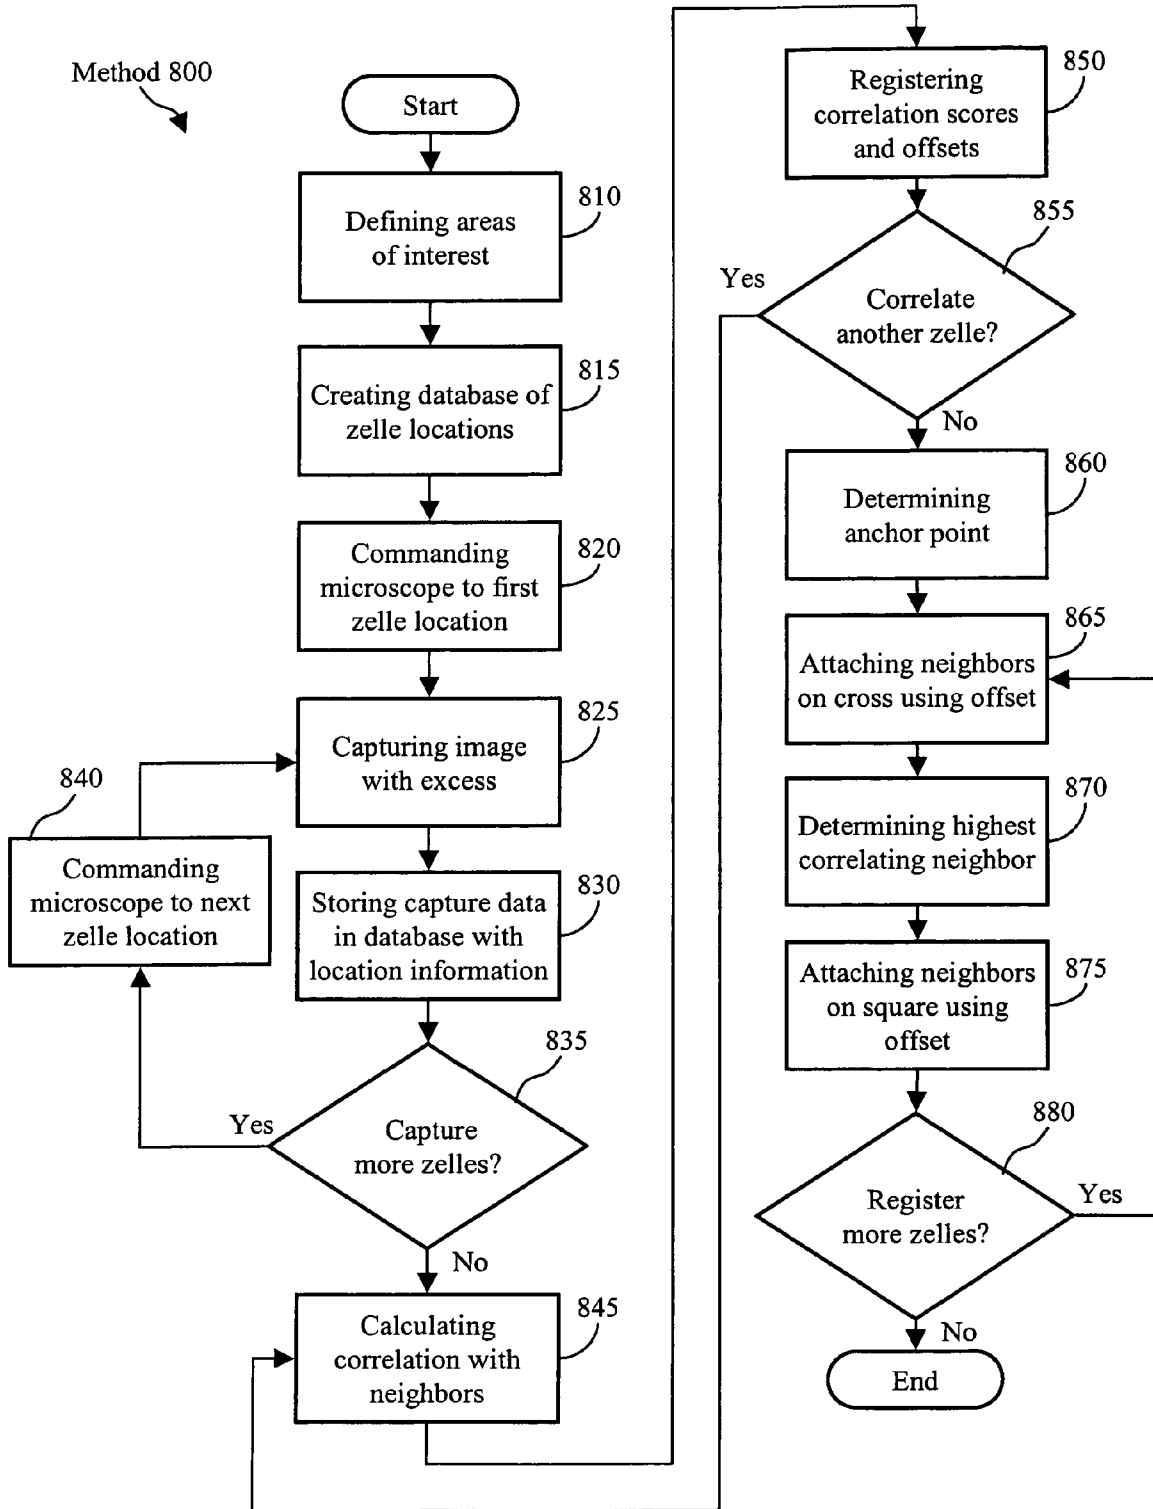 Method 800
Start
810
Defining areas
of interest
815
Creating database of
zelle locations
820
Commanding
microscope to first
zelle location
825
Capturing image
with excess
840
Commanding
microscope to next
zelle location
830
Storing capture data
in database with
location information
835
Yes
Capture
more zelles?
No
845
Calculating
correlation with
neighbors
850
Registering
correlation scores
and offsets
855
Yes
Correlate
another zelle?
No
860
Determining
anchor point
865
Attaching neighbors
on cross using offset
870
Determining highest
correlating neighbor
875
Attaching neighbors
on square using
offset
880
Register
more zelles?
Yes
No
End